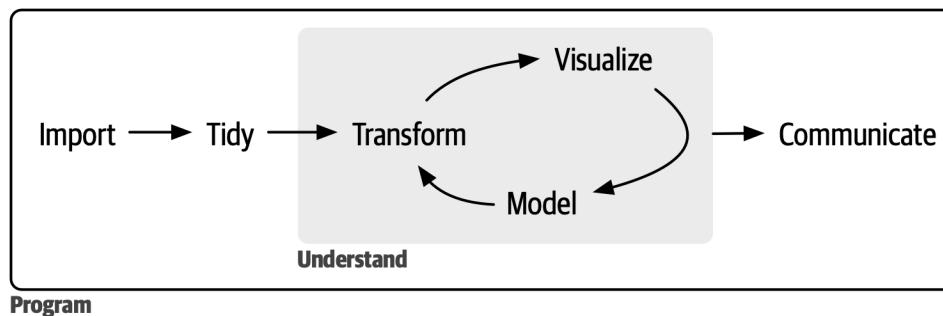 Visualize
Import
Tidy
Transform
Communicate
Model
Understand
Program